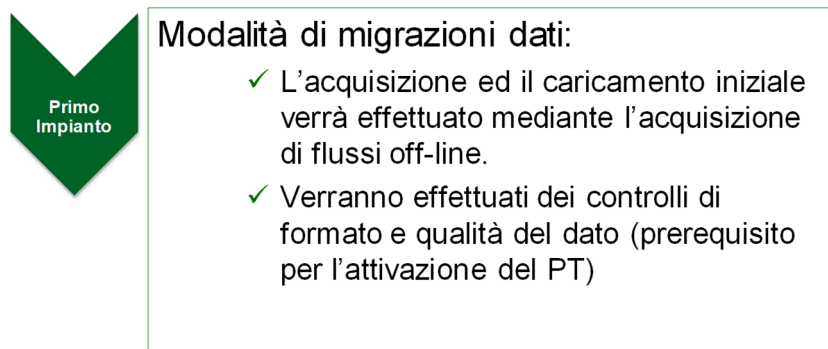 Primo
Impianto
Modalità di migrazioni dati:
✓ L’acquisizione ed il caricamento iniziale
verrà effettuato mediante l’acquisizione
di flussi off-line.
✓ Verranno effettuati dei controlli di
formato e qualità del dato (prerequisito
per l’attivazione del PT)